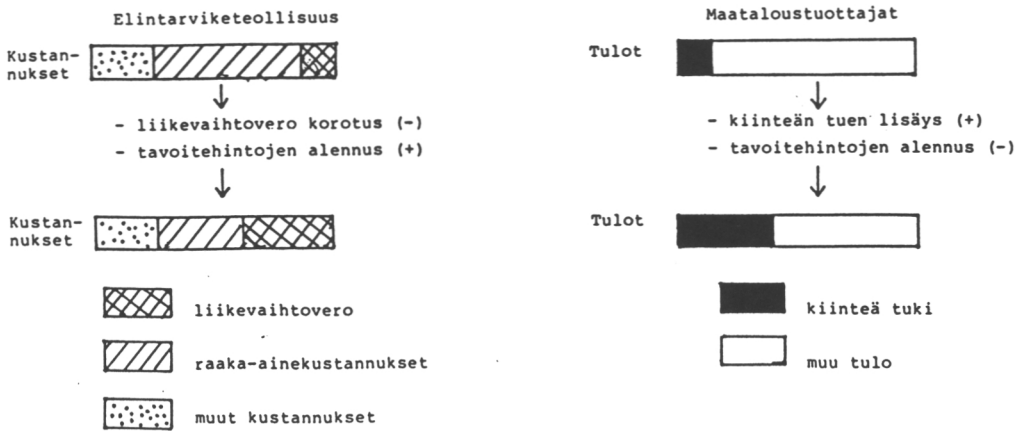 Elintarviketeollisuus
Kustan-
nukset
- liikevaihtovero korotus (-)
- tavoitehintojen alennus (+)
Kustan-
nukset
liikevaihtovero
raaka-ainekustannukset
muut kustannukset
Maataloustuottajat
Tulot
- kiinteän tuen lisäys (+)
- tavoitehintojen alennus (-)
Tulot
kiinteä tuki
muu tulo